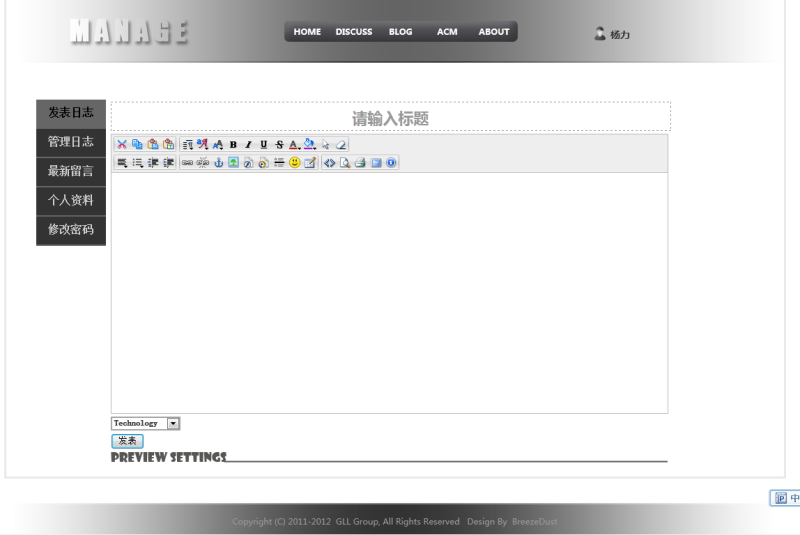 MANAGE
HOME DISCUSS BLOG ACM ABOUT
杨力
发表日志
管理日志
最新留言
个人资料
修改密码
请输入标题
Technology
发表
PREVIEW SETTINGS
中
Copyright (C) 2011-2012 GLL Group, All Rights Reserved Design By BreezeDust